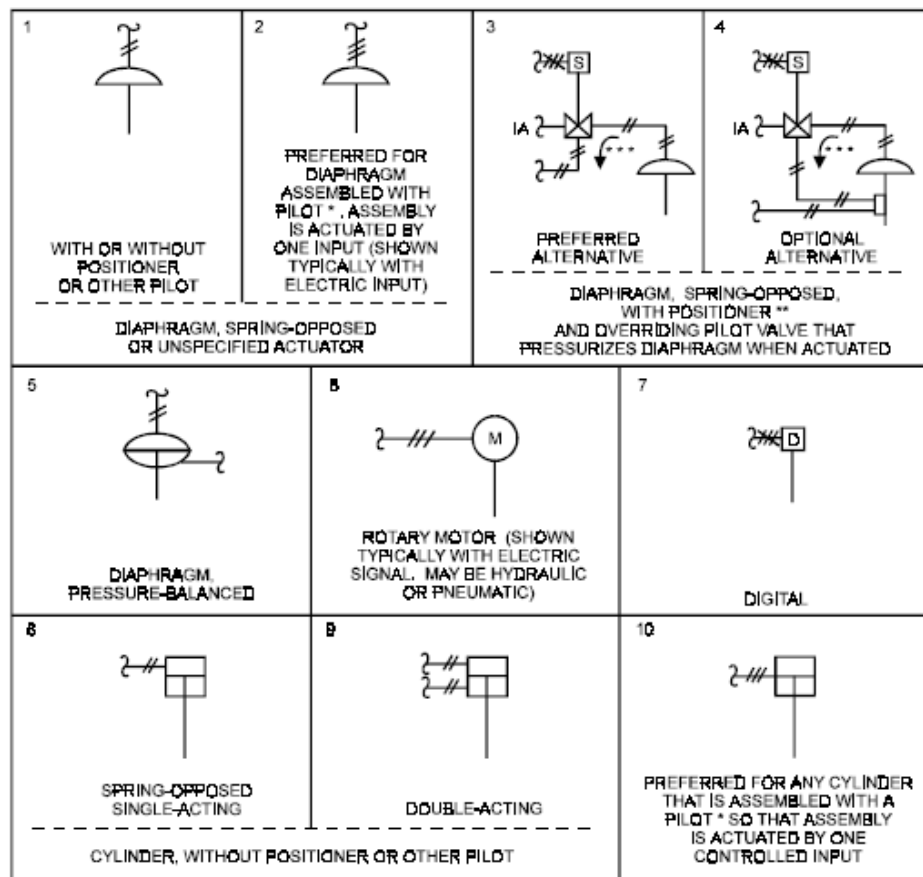 1
WITH OR WITHOUT
POSITIONER
OR OTHER PILOT
2
PREFERRED FOR
DIAPHRAGM
ASSEMBLED WITH
PILOT * , ASSEMBLY
IS ACTUATED BY
ONE INPUT (SHOWN
TYPICALLY WITH
ELECTRIC INPUT)
DIAPHRAGM, SPRING-OPPOSED
OR UNSPECIFIED ACTUATOR
3
S
IA
* * *
PREFERRED
ALTERNATIVE
4
S
IA
* * *
OPTIONAL
ALTERNATIVE
DIAPHRAGM, SPRING-OPPOSED,
WITH POSITIONER **
AND OVERRIDING PILOT VALVE THAT
PRESSURIZES DIAPHRAGM WHEN ACTUATED
5
DIAPHRAGM,
PRESSURE-BALANCED
6
M
ROTARY MOTOR (SHOWN
TYPICALLY WITH ELECTRIC
SIGNAL. MAY BE HYDRAULIC
OR PNEUMATIC)
7
D
DIGITAL
8
SPRING-OPPOSED
SINGLE-ACTING
9
DOUBLE-ACTING
CYLINDER, WITHOUT POSITIONER OR OTHER PILOT
10
PREFERRED FOR ANY CYLINDER
THAT IS ASSEMBLED WITH A
PILOT * SO THAT ASSEMBLY
IS ACTUATED BY ONE
CONTROLLED INPUT